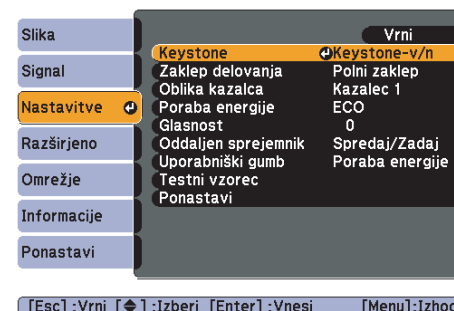 Slika
Signal
Nastavitve
Razširjeno
Omrežje
Informacije
Ponastavi
Vrni
Keystone Keystone-v/n
Zaklep delovanja Polni zaklep
Oblika kazalca Kazalec 1
Poraba energije ECO
Glasnost 0
Oddaljen sprejemnik Spredaj/Zadaj
Uporabniški gumb Poraba energije
Testni vzorec
Ponastavi
[Esc] :Vrni [ ] :Izberi [Enter] :Vnesi [Menu]:Izhod